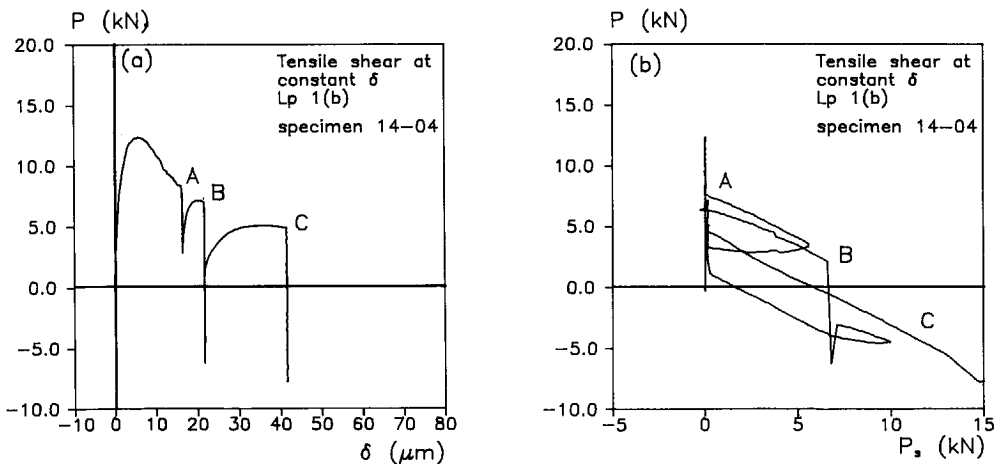 P (kN)
20.0
15.0
10.0
5.0
0.0
−5.0
−10.0
(a)
Tensile shear at
constant δ
Lp 1(b)
specimen 14−04
A
B
C
−10 0 10 20 30 40 50 60 70 80
δ (μm)
P (kN)
20.0
15.0
10.0
5.0
0.0
−5.0
−10.0
(b)
Tensile shear at
constant δ
Lp 1(b)
specimen 14−04
A
B
C
−5 0 5 10 15
Pₛ (kN)